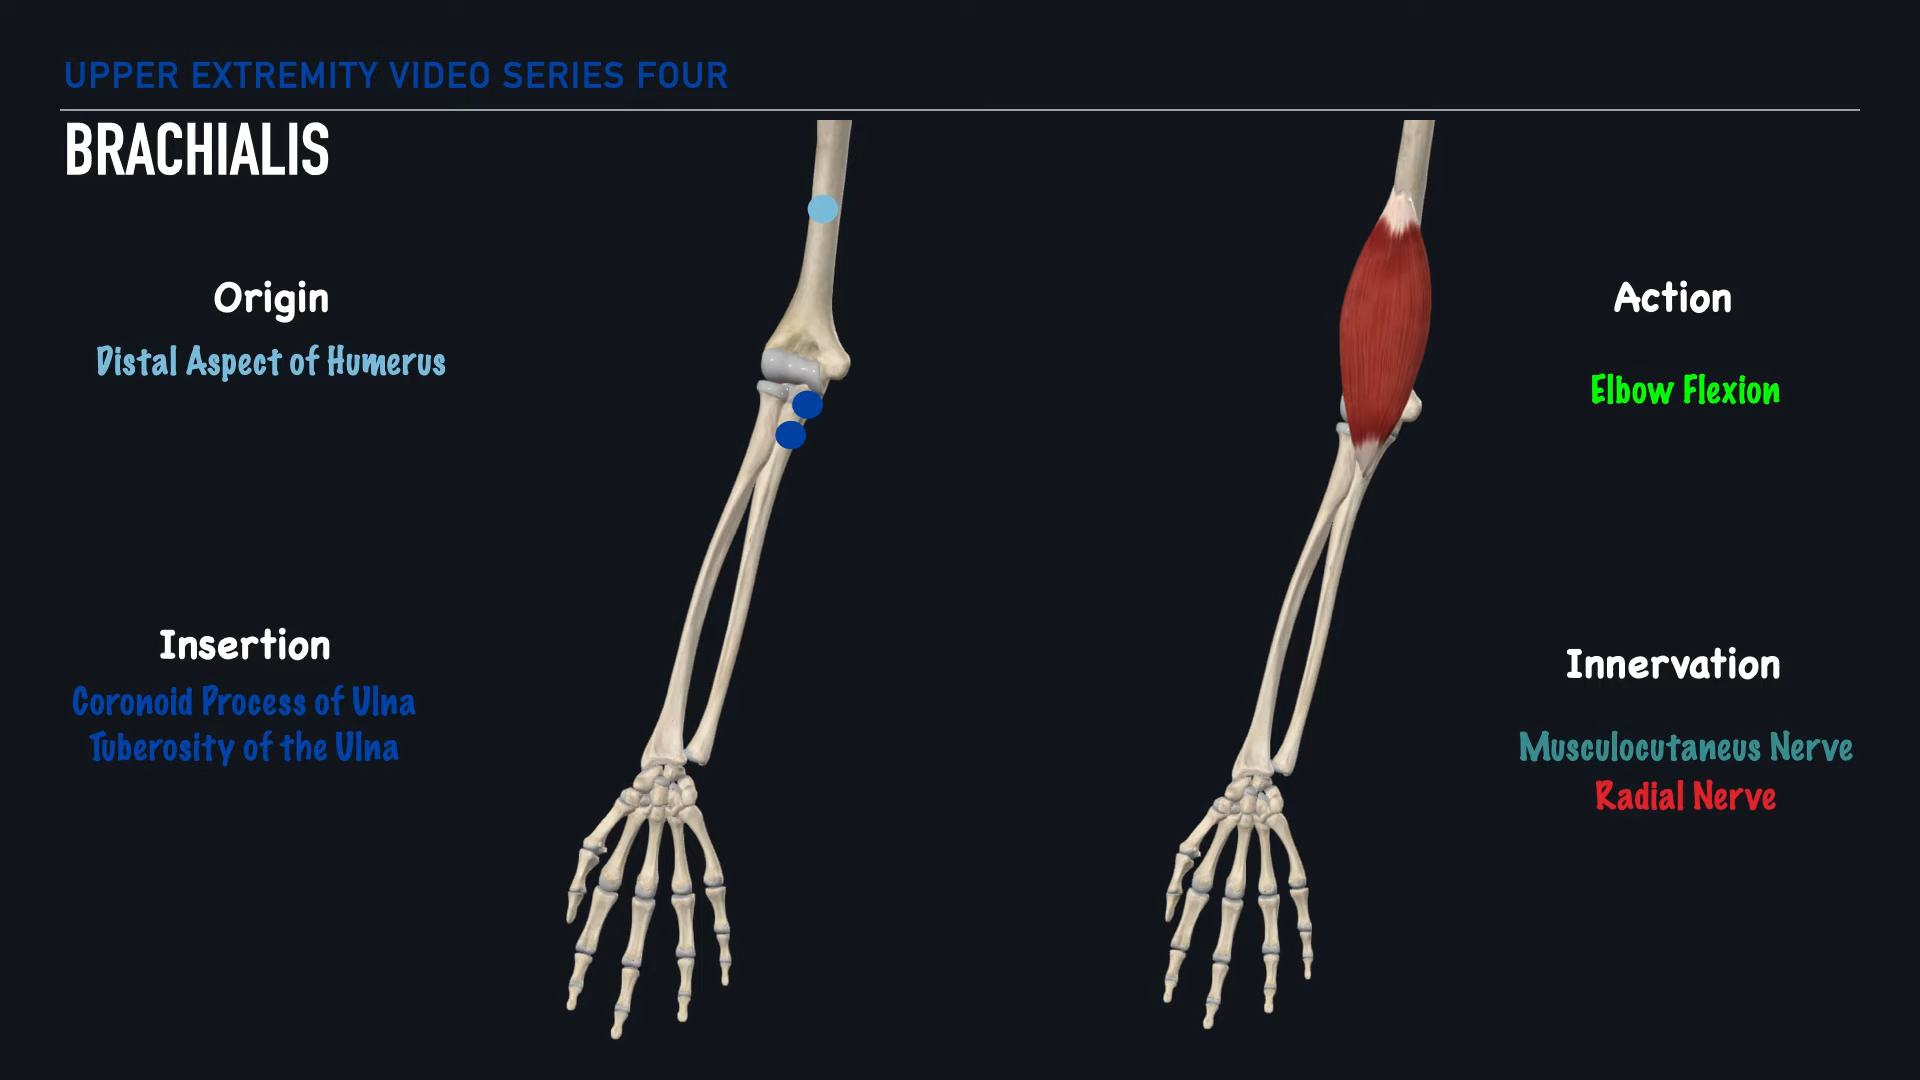 UPPER EXTREMITY VIDEO SERIES FOUR
BRACHIALIS
Origin
Distal Aspect of Humerus
Insertion
Coronoid Process of Ulna
Tuberosity of the Ulna
Action
Elbow Flexion
Innervation
Musculocutaneus Nerve
Radial Nerve